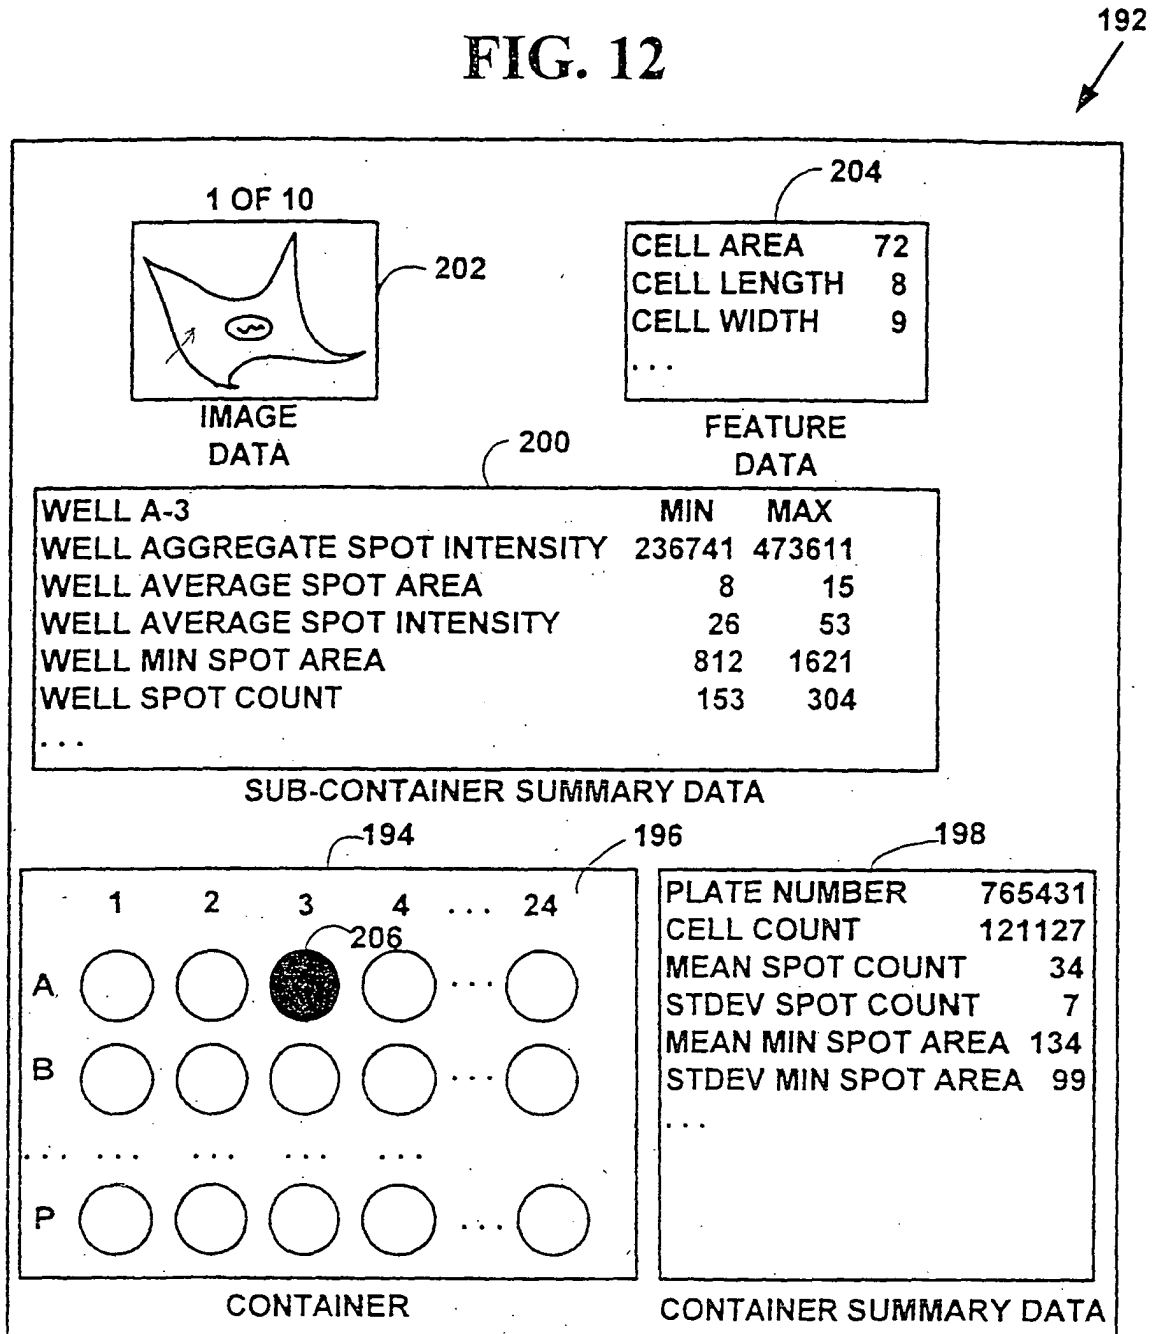 192
FIG. 12
204
1 OF 10
202
CELL AREA 72
CELL LENGTH 8
CELL WIDTH 9
...
IMAGE
DATA
FEATURE
DATA
200
WELL A-3 MIN MAX
WELL AGGREGATE SPOT INTENSITY 236741 473611
WELL AVERAGE SPOT AREA 8 15
WELL AVERAGE SPOT INTENSITY 26 53
WELL MIN SPOT AREA 812 1621
WELL SPOT COUNT 153 304
...
SUB-CONTAINER SUMMARY DATA
194 196 198
1 2 3 4 ... 24
206
A ...
B ...
... ... ... ... ...
P ...
CONTAINER
PLATE NUMBER 765431
CELL COUNT 121127
MEAN SPOT COUNT 34
STDEV SPOT COUNT 7
MEAN MIN SPOT AREA 134
STDEV MIN SPOT AREA 99
...
CONTAINER SUMMARY DATA